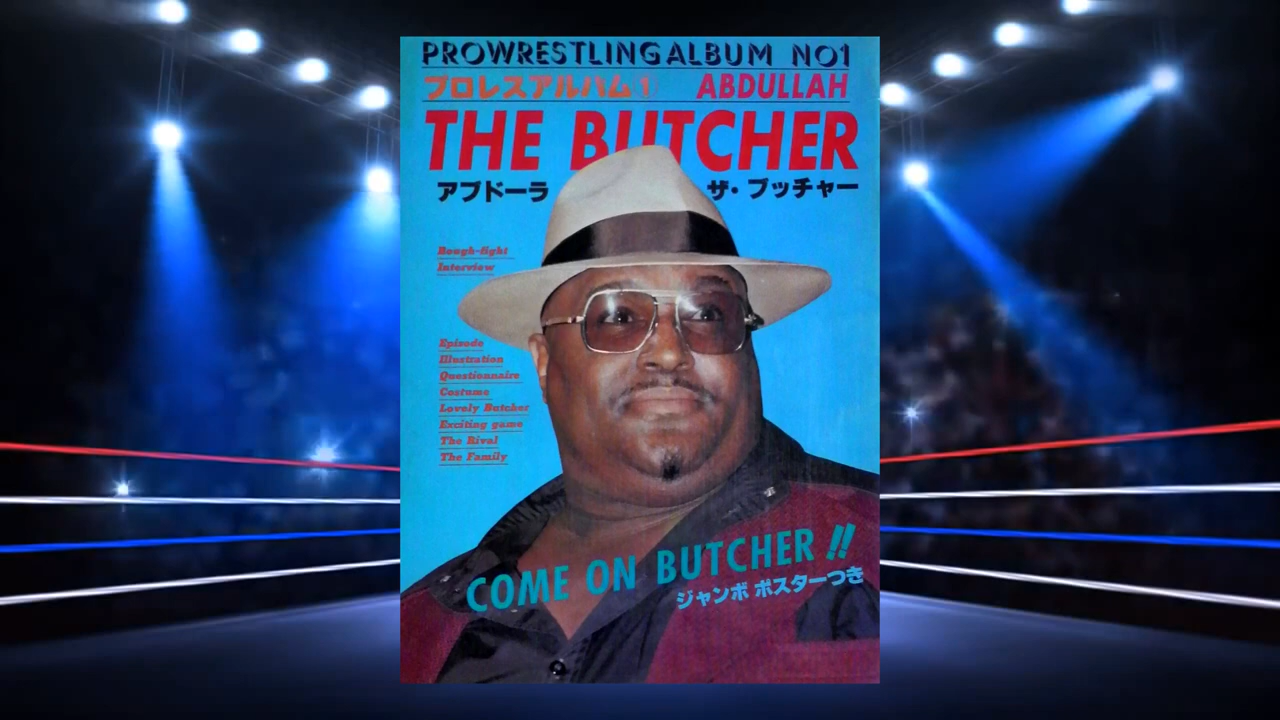 PROWRESTLING ALBUM NO1
プロレスアルバム① ABDULLAH
THE BUTCHER
アブドーラ ザ・ブッチャー
Rough-fight
Interview
Episode
Illustration
Questionnaire
Costume
Lovely Butcher
Exciting game
The Rival
The Family
COME ON BUTCHER!!
ジャンボ ポスターつき